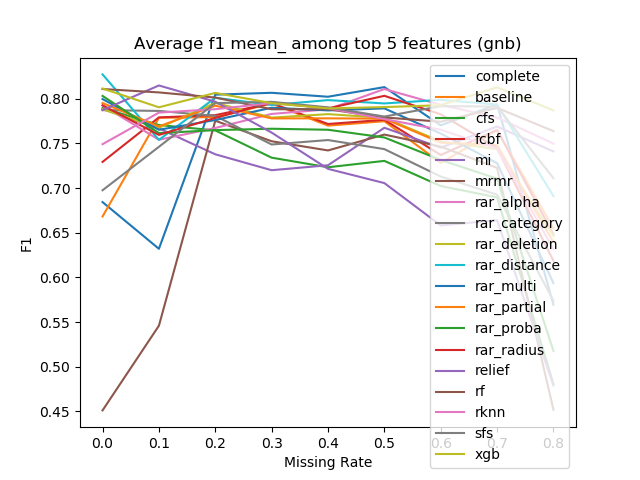 Average f1 mean_ among top 5 features (gnb)
F1
0.80
0.75
0.70
0.65
0.60
0.55
0.50
0.45
0.0 0.1 0.2 0.3 0.4 0.5 0.6 0.7 0.8
Missing Rate
complete
baseline
cfs
fcbf
mi
mrmr
rar_alpha
rar_category
rar_deletion
rar_distance
rar_multi
rar_partial
rar_proba
rar_radius
relief
rf
rknn
sfs
xgb